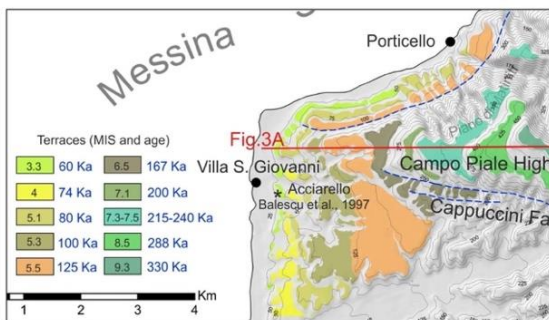 Messina
Porticello
Fig.3A
Terraces (MIS and age)
3.3 60 Ka 6.5 167 Ka
4 74 Ka 7.1 200 Ka
5.1 80 Ka 7.3-7.5 215-240 Ka
5.3 100 Ka 8.5 288 Ka
5.5 125 Ka 9.3 330 Ka
Villa S. Giovanni
Campo Piale High
Acciarello
Balescu et al., 1997
Cappuccini Fa
Km
1 2 3 4